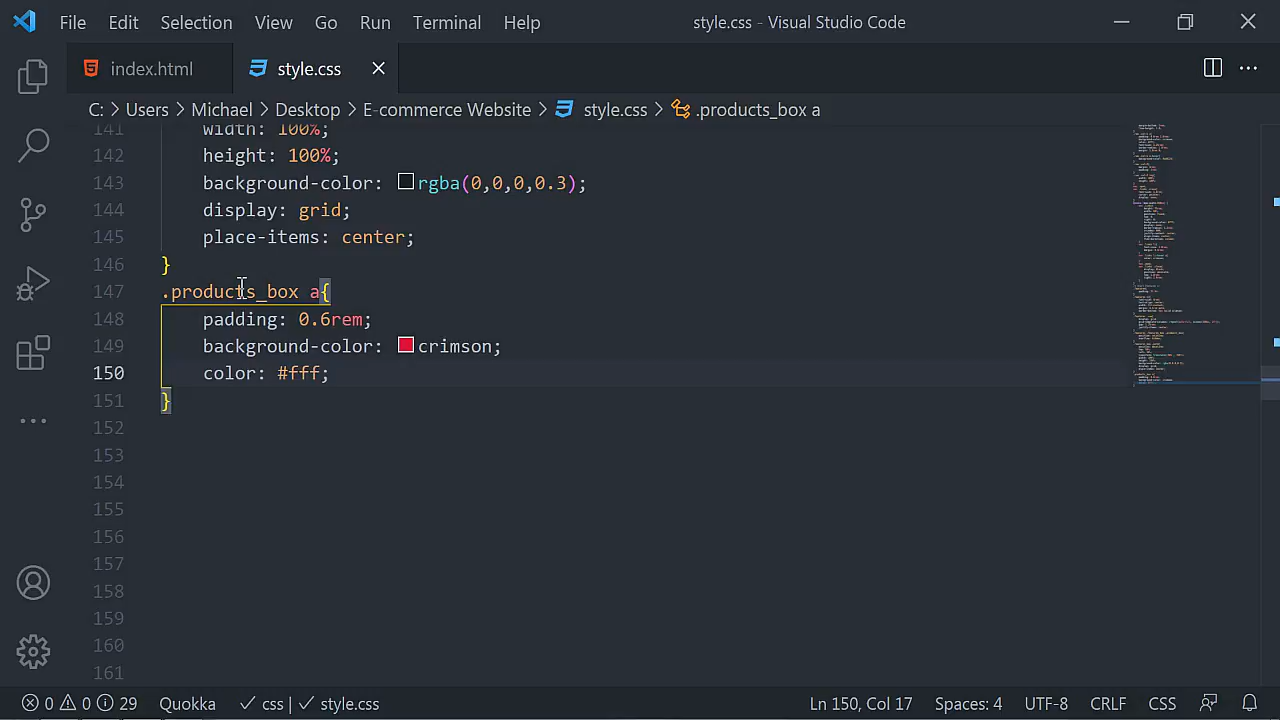 File Edit Selection View Go Run Terminal Help style.css - Visual Studio Code
index.html style.css
C: > Users > Michael > Desktop > E-commerce Website > style.css > .products_box a
141 width: 100%;
142 height: 100%;
143 background-color: rgba(0,0,0,0.3);
144 display: grid;
145 place-items: center;
146 }
147 .products_box a{
148 padding: 0.6rem;
149 background-color: crimson;
150 color: #fff;
151 }
152
153
154
155
156
157
158
159
160
161
0 0 29 Quokka ✓ css | ✓ style.css Ln 150, Col 17 Spaces: 4 UTF-8 CRLF CSS